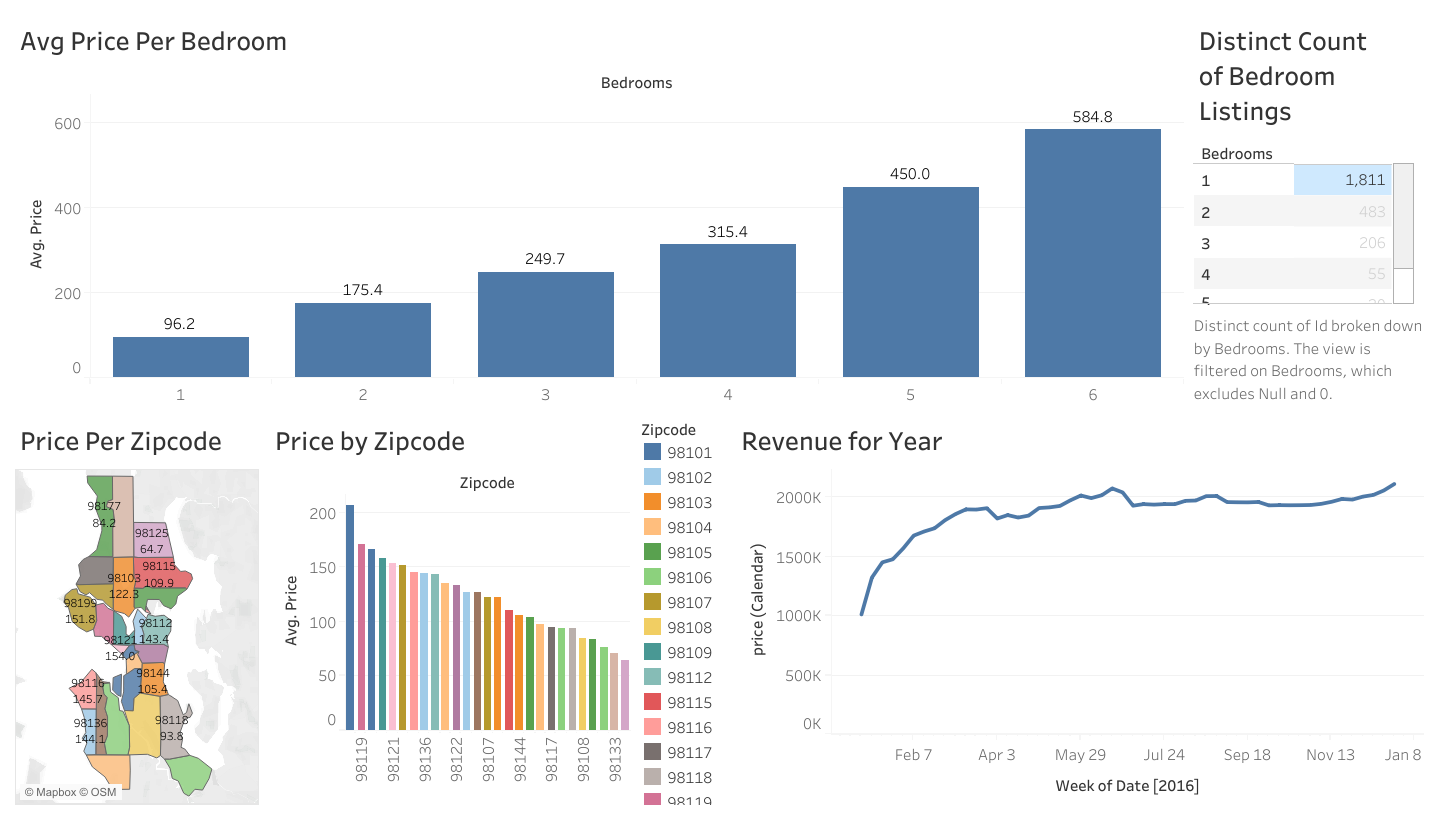 Avg Price Per Bedroom
Bedrooms
Avg. Price
600
400
200
0
96.2
175.4
249.7
315.4
450.0
584.8
1
2
3
4
5
6
Distinct Count
of Bedroom
Listings
Bedrooms
1 1,811
2 483
3 206
4 55
Distinct count of Id broken down
by Bedrooms. The view is
filtered on Bedrooms, which
excludes Null and 0.
Price Per Zipcode
98177
84.2
98125
64.7
98115
109.9
98103
122.3
98199
151.8
98112
143.4
98121
154.0
98144
105.4
98116
145.7
98136
144.1
98118
93.8
© Mapbox © OSM
Price by Zipcode
Zipcode
Avg. Price
200
150
100
50
0
98119
98121
98136
98122
98107
98144
98117
98108
98133
Zipcode
98101
98102
98103
98104
98105
98106
98107
98108
98109
98112
98115
98116
98117
98118
98119
Revenue for Year
price (Calendar)
2000K
1500K
1000K
500K
0K
Feb 7
Apr 3
May 29
Jul 24
Sep 18
Nov 13
Jan 8
Week of Date [2016]